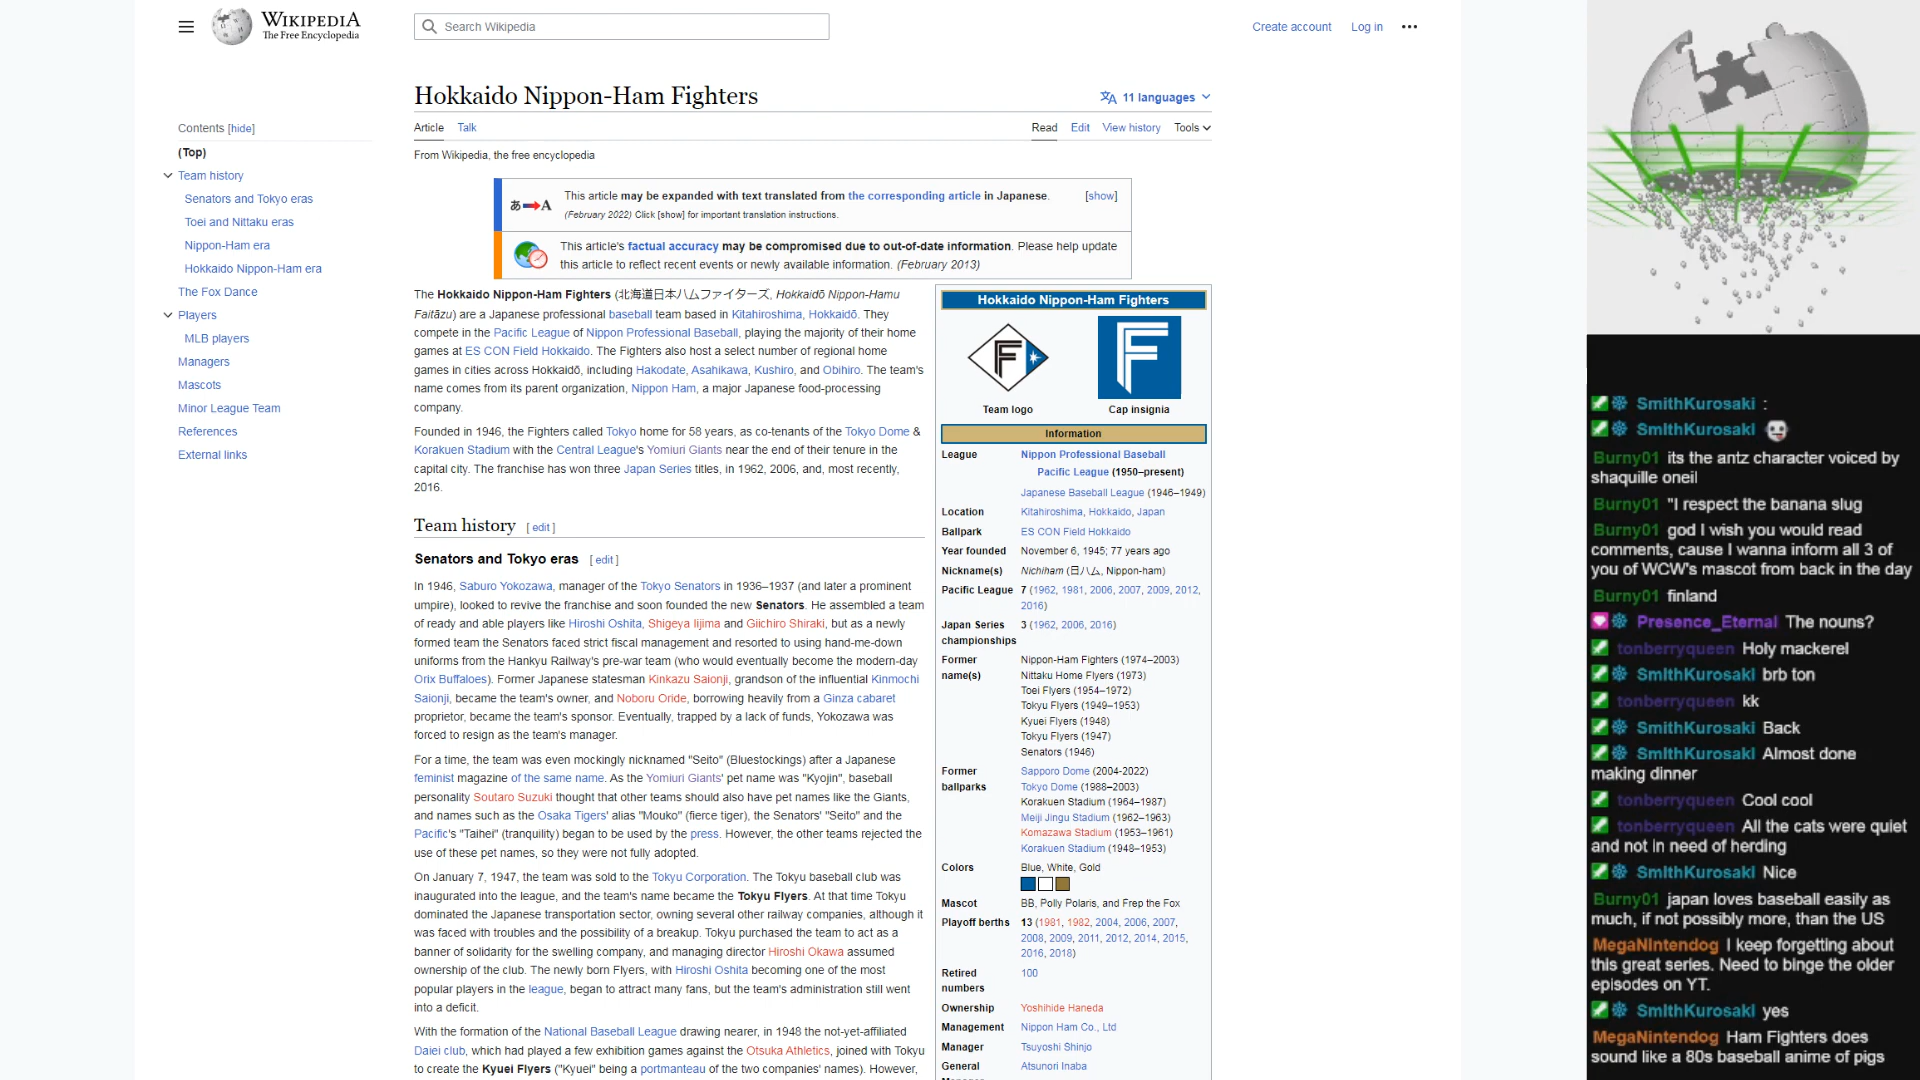 WIKIPEDIA
The Free Encyclopedia
Search Wikipedia
Create account
Log in
Contents [hide]
(Top)
Team history
Senators and Tokyo eras
Toei and Nittaku eras
Nippon-Ham era
Hokkaido Nippon-Ham era
The Fox Dance
Players
MLB players
Managers
Mascots
Minor League Team
References
External links
Hokkaido Nippon-Ham Fighters
11 languages
Article Talk
Read Edit View history Tools
From Wikipedia, the free encyclopedia
あ A
This article may be expanded with text translated from the corresponding article in Japanese. [show]
(February 2022) Click [show] for important translation instructions.
This article's factual accuracy may be compromised due to out-of-date information. Please help update
this article to reflect recent events or newly available information. (February 2013)
The Hokkaido Nippon-Ham Fighters (北海道日本ハムファイターズ, Hokkaidō Nippon-Hamu
Faitāzu) are a Japanese professional baseball team based in Kitahiroshima, Hokkaidō. They
compete in the Pacific League of Nippon Professional Baseball, playing the majority of their home
games at ES CON Field Hokkaido. The Fighters also host a select number of regional home
games in cities across Hokkaidō, including Hakodate, Asahikawa, Kushiro, and Obihiro. The team's
name comes from its parent organization, Nippon Ham, a major Japanese food-processing
company.
Founded in 1946, the Fighters called Tokyo home for 58 years, as co-tenants of the Tokyo Dome &
Korakuen Stadium with the Central League's Yomiuri Giants near the end of their tenure in the
capital city. The franchise has won three Japan Series titles, in 1962, 2006, and, most recently,
2016.
Team history [ edit ]
Senators and Tokyo eras [ edit ]
In 1946, Saburo Yokozawa, manager of the Tokyo Senators in 1936–1937 (and later a prominent
umpire), looked to revive the franchise and soon founded the new Senators. He assembled a team
of ready and able players like Hiroshi Oshita, Shigeya Iijima and Giichiro Shiraki, but as a newly
formed team the Senators faced strict fiscal management and resorted to using hand-me-down
uniforms from the Hankyu Railway's pre-war team (who would eventually become the modern-day
Orix Buffaloes). Former Japanese statesman Kinkazu Saionji, grandson of the influential Kinmochi
Saionji, became the team's owner, and Noboru Oride, borrowing heavily from a Ginza cabaret
proprietor, became the team's sponsor. Eventually, trapped by a lack of funds, Yokozawa was
forced to resign as the team's manager.
For a time, the team was even mockingly nicknamed "Seito" (Bluestockings) after a Japanese
feminist magazine of the same name. As the Yomiuri Giants' pet name was "Kyojin", baseball
personality Soutaro Suzuki thought that other teams should also have pet names like the Giants,
and names such as the Osaka Tigers' alias "Mouko" (fierce tiger), the Senators' "Seito" and the
Pacific's "Taihei" (tranquility) began to be used by the press. However, the other teams rejected the
use of these pet names, so they were not fully adopted.
On January 7, 1947, the team was sold to the Tokyu Corporation. The Tokyu baseball club was
inaugurated into the league, and the team's name became the Tokyu Flyers. At that time Tokyu
dominated the Japanese transportation sector, owning several other railway companies, although it
was faced with troubles and the possibility of a breakup. Tokyu purchased the team to act as a
banner of solidarity for the swelling company, and managing director Hiroshi Okawa assumed
ownership of the club. The newly born Flyers, with Hiroshi Oshita becoming one of the most
popular players in the league, began to attract many fans, but the team's administration still went
into a deficit.
With the formation of the National Baseball League drawing nearer, in 1948 the not-yet-affiliated
Daiei club, which had played a few exhibition games against the Otsuka Athletics, joined with Tokyu
to create the Kyuei Flyers ("Kyuei" being a portmanteau of the two companies' names). However,
Hokkaido Nippon-Ham Fighters
F
F
Team logo Cap insignia
Information
League Nippon Professional Baseball
Pacific League (1950–present)
Japanese Baseball League (1946–1949)
Location Kitahiroshima, Hokkaido, Japan
Ballpark ES CON Field Hokkaido
Year founded November 6, 1945; 77 years ago
Nickname(s) Nichiham (日ハム, Nippon-ham)
Pacific League 7 (1962, 1981, 2006, 2007, 2009, 2012,
2016)
Japan Series 3 (1962, 2006, 2016)
championships
Former Nippon-Ham Fighters (1974–2003)
name(s) Nittaku Home Flyers (1973)
Toei Flyers (1954–1972)
Tokyu Flyers (1949–1953)
Kyuei Flyers (1948)
Tokyu Flyers (1947)
Senators (1946)
Former Sapporo Dome (2004-2022)
ballparks Tokyo Dome (1988–2003)
Korakuen Stadium (1964–1987)
Meiji Jingu Stadium (1962–1963)
Komazawa Stadium (1953–1961)
Korakuen Stadium (1948–1953)
Colors Blue, White, Gold
Mascot BB, Polly Polaris, and Frep the Fox
Playoff berths 13 (1981, 1982, 2004, 2006, 2007,
2008, 2009, 2011, 2012, 2014, 2015,
2016, 2018)
Retired 100
numbers
Ownership Yoshihide Haneda
Management Nippon Ham Co., Ltd
Manager Tsuyoshi Shinjo
General Atsunori Inaba
SmithKurosaki :
SmithKurosaki
Burny01 its the antz character voiced by
shaquille oneil
Burny01 "I respect the banana slug
Burny01 god I wish you would read
comments, cause I wanna inform all 3 of
you of WCW's mascot from back in the day
Burny01 finland
Presence_Eternal The nouns?
tonberryqueen Holy mackerel
SmithKurosaki brb ton
tonberryqueen kk
SmithKurosaki Back
SmithKurosaki Almost done
making dinner
tonberryqueen Cool cool
tonberryqueen All the cats were quiet
and not in need of herding
SmithKurosaki Nice
Burny01 japan loves baseball easily as
much, if not possibly more, than the US
MegaNintendog I keep forgetting about
this great series. Need to binge the older
episodes on YT.
SmithKurosaki yes
MegaNintendog Ham Fighters does
sound like a 80s baseball anime of pigs